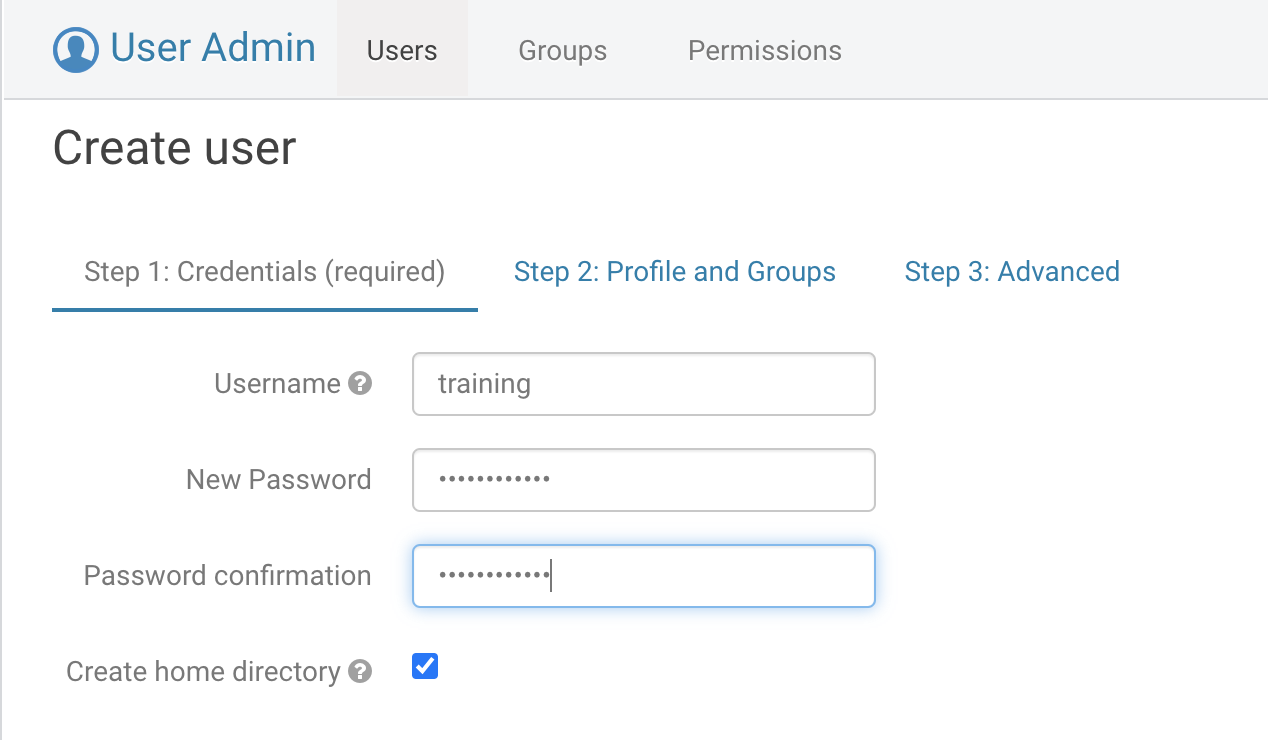 User Admin Users Groups Permissions
Create user
Step 1: Credentials (required) Step 2: Profile and Groups Step 3: Advanced
Username ? training
New Password ••••••••••••
Password confirmation ••••••••••••
Create home directory ?